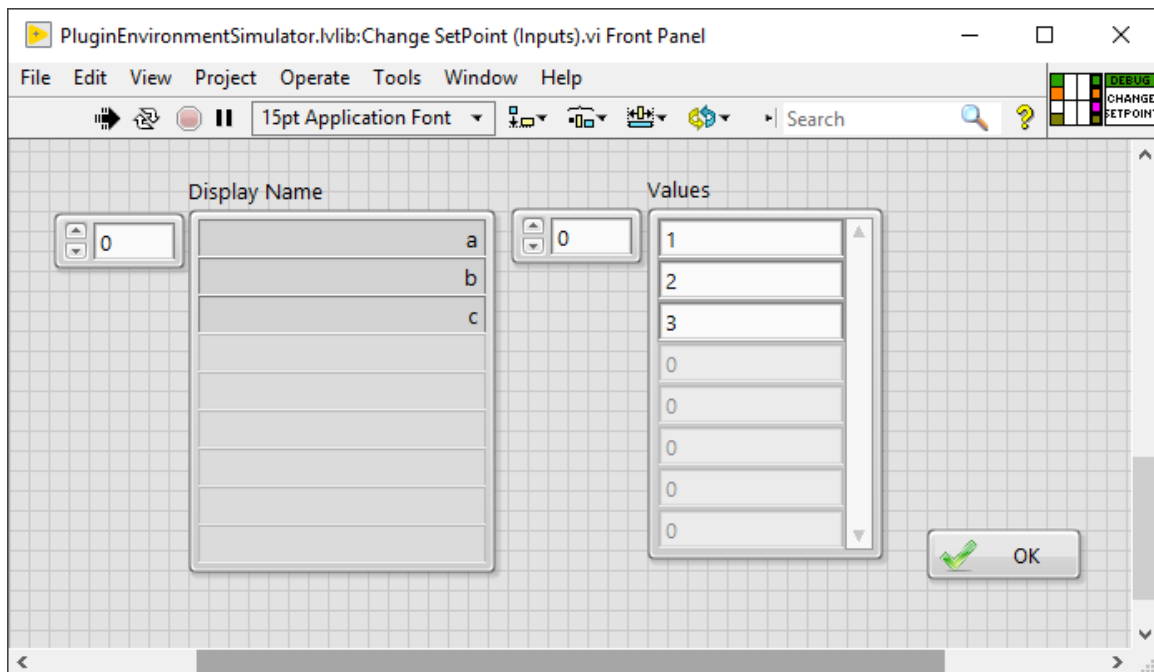 PluginEnvironmentSimulator.lvlib:Change SetPoint (Inputs).vi Front Panel
File Edit View Project Operate Tools Window Help
15pt Application Font
Search
DEBUG
CHANGE
SETPOINT
Display Name
Values
0
a
0
1
b
2
c
3
0
0
0
0
0
OK